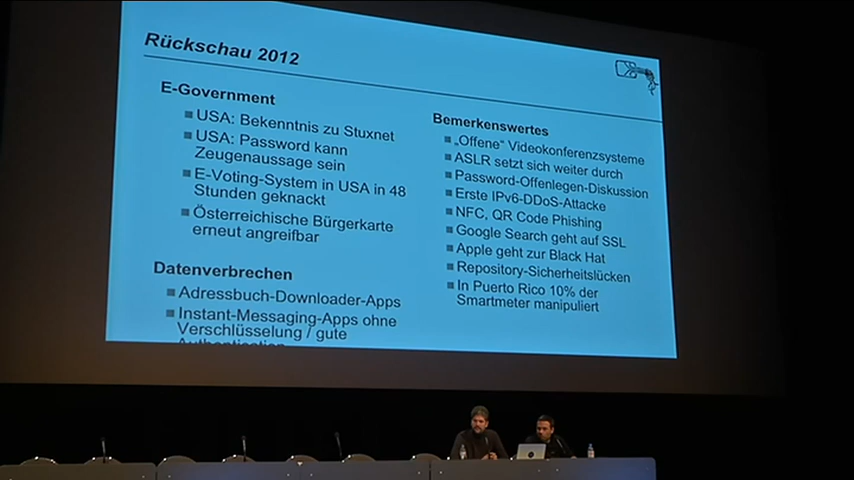 Rückschau 2012
E-Government
USA: Bekenntnis zu Stuxnet
USA: Password kann
Zeugenaussage sein
E-Voting-System in USA in 48
Stunden geknackt
Österreichische Bürgerkarte
erneut angreifbar
Datenverbrechen
Adressbuch-Downloader-Apps
Instant-Messaging-Apps ohne
Verschlüsselung / gute
Authentisation
Bemerkenswertes
„Offene“ Videokonferenzsysteme
ASLR setzt sich weiter durch
Password-Offenlegen-Diskussion
Erste IPv6-DDoS-Attacke
NFC, QR Code Phishing
Google Search geht auf SSL
Apple geht zur Black Hat
Repository-Sicherheitslücken
In Puerto Rico 10% der
Smartmeter manipuliert